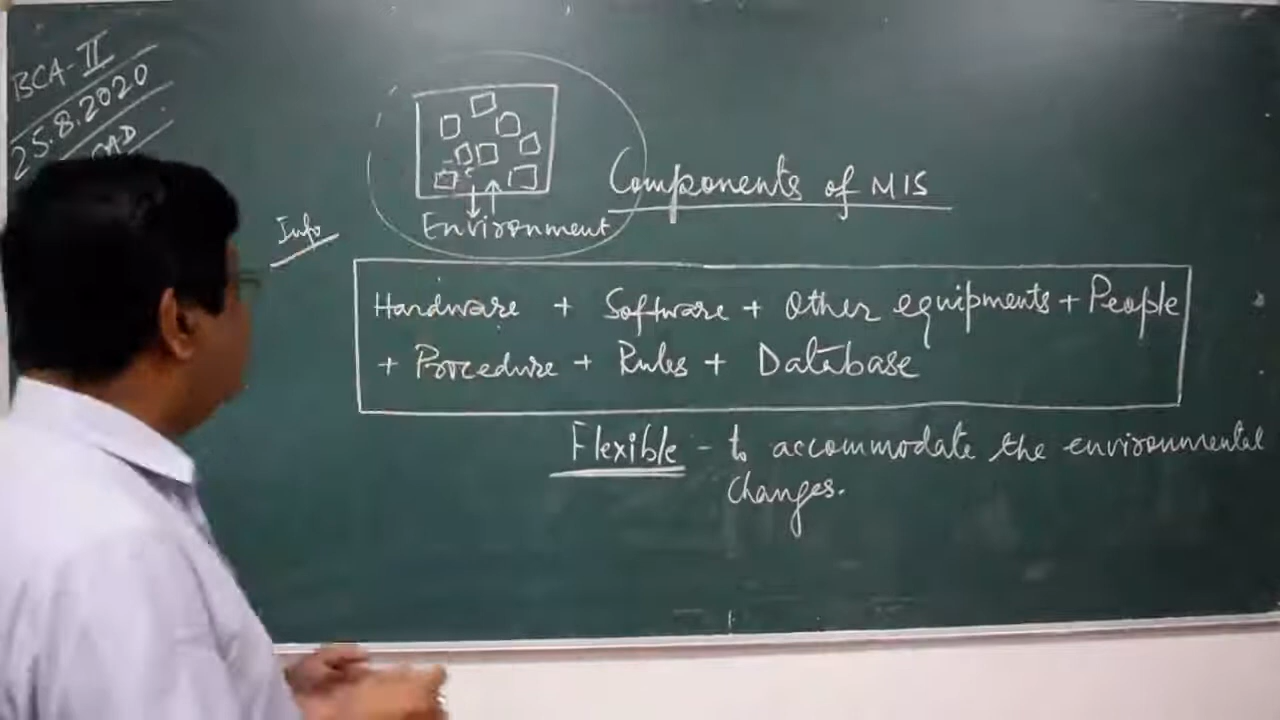 BCA-II
25.8.2020
Components of MIS
Info
Environment
Hardware + Software + Other equipments + People
+ Procedure + Rules + Database
Flexible - to accommodate the environmental
changes.